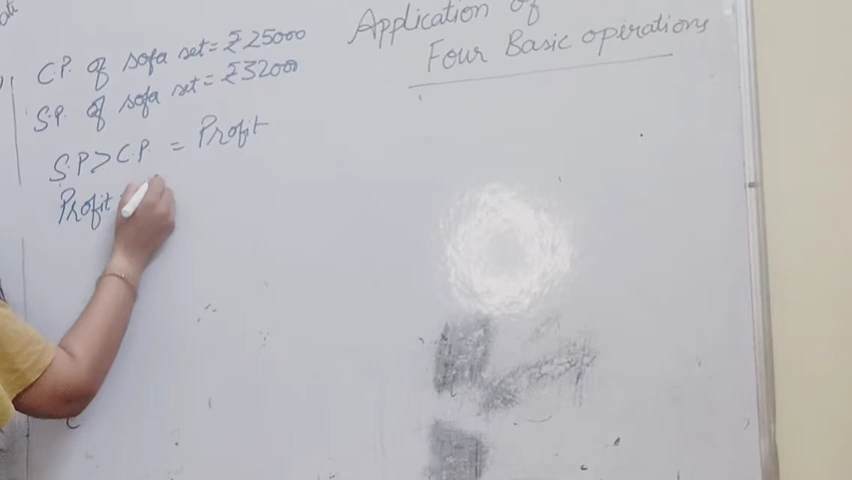 Application of
Four Basic operations
C.P. of sofa set = ₹25000
S.P. of sofa set = ₹32000
S.P > C.P. = Profit
Profit